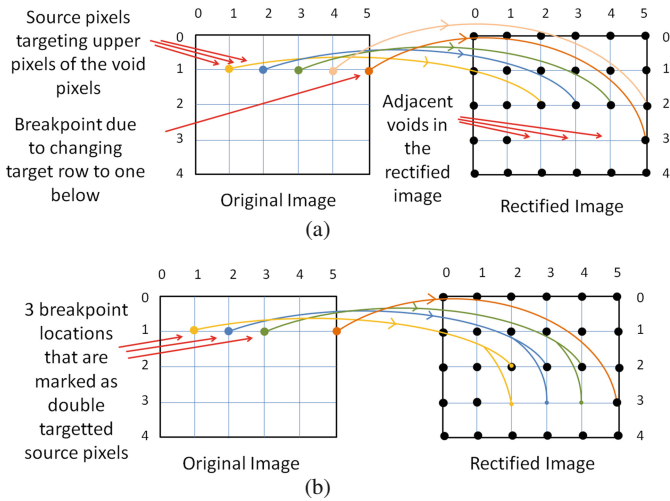 Source pixels
targeting upper
pixels of the void
pixels
Breakpoint due
to changing
target row to one
below
0 1 2 3 4 5
0
1
2
3
4
Original Image
Adjacent
voids in
the
rectified
image
0 1 2 3 4 5
0
1
2
3
4
Rectified Image
(a)
3 breakpoint
locations
that are
marked as
double
targetted
source pixels
0 1 2 3 4 5
0
1
2
3
4
Original Image
0 1 2 3 4 5
0
1
2
3
4
Rectified Image
(b)